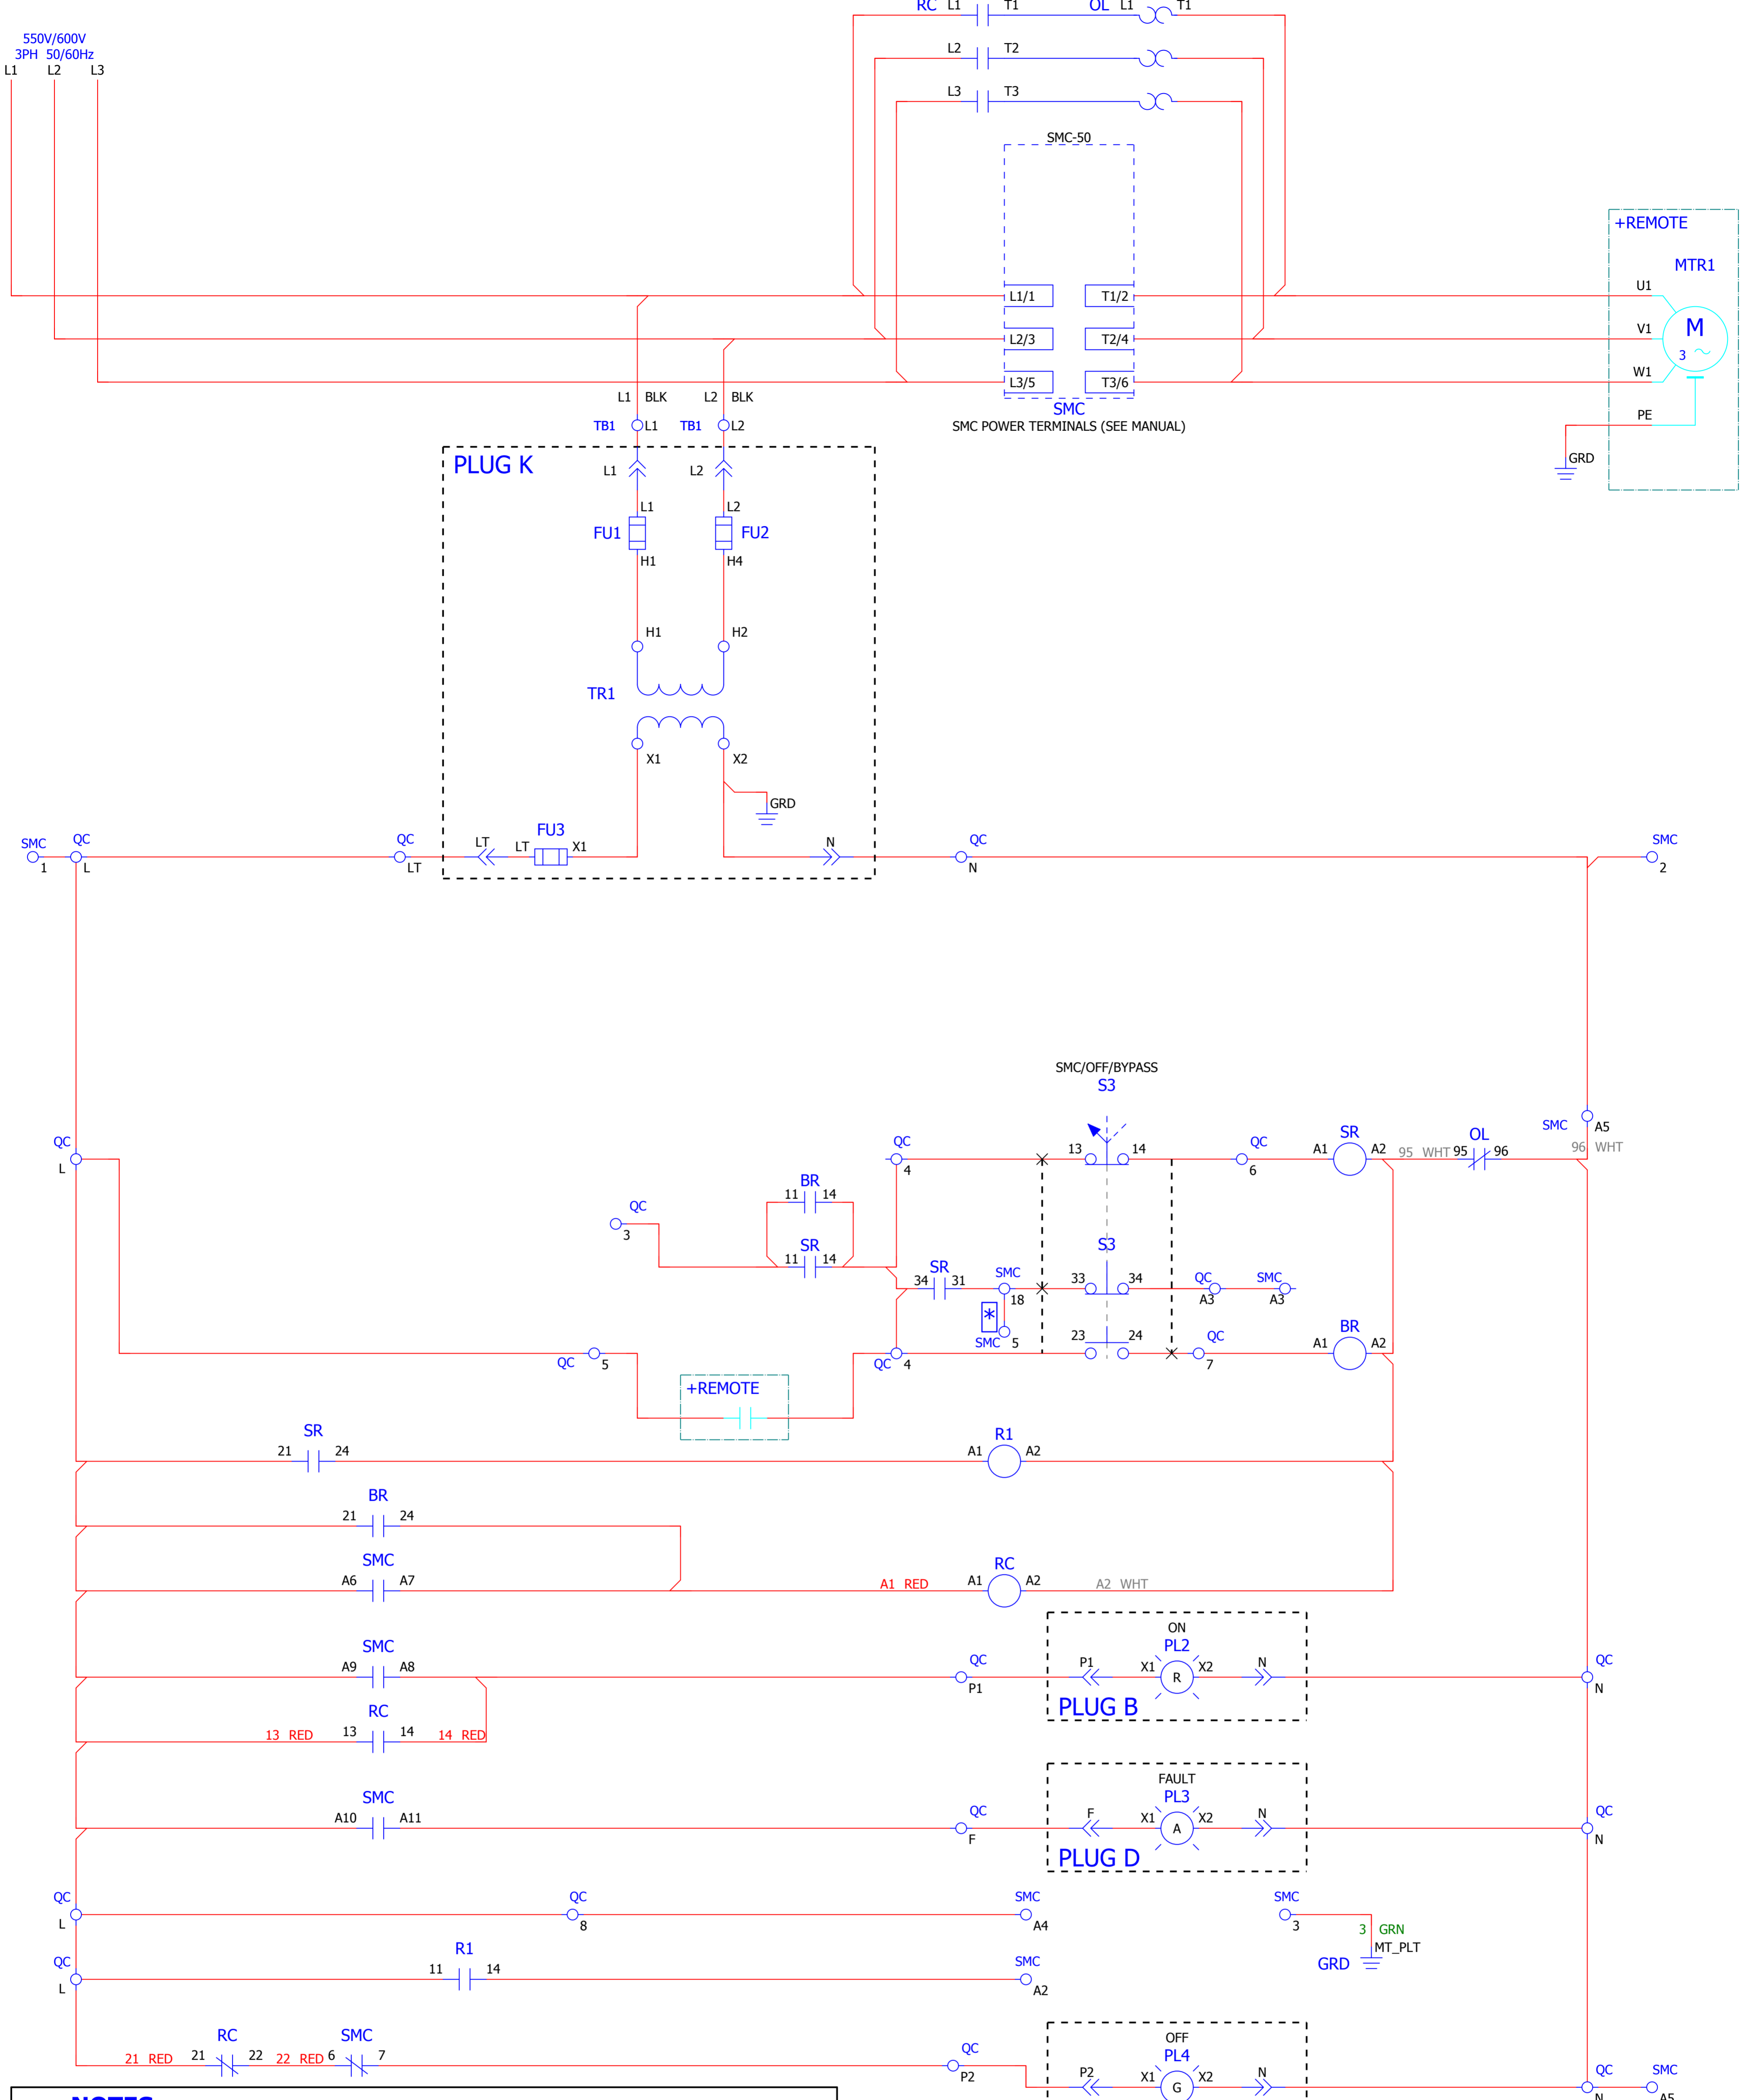 RC L1 T1 OL L1 T1
550V/600V
3PH 50/60Hz
L1 L2 L3
L2 T2
L3 T3
SMC-50
+REMOTE
MTR1
L1/1 T1/2 U1
L2/3 T2/4 V1
M
3
L3/5 T3/6 W1
L1 BLK L2 BLK
SMC
SMC POWER TERMINALS (SEE MANUAL)
PE
TB1 L1 TB1 L2
GRD
PLUG K
L1 L2
L1 L2
FU1 FU2
H1 H4
H1 H2
TR1
X1 X2
GRD
SMC QC QC LT LT FU3 X1 N QC SMC
1 L LT N 2
SMC/OFF/BYPASS
S3
SMC A5
QC QC 13 14 QC SR OL
L 4 6 A1 A2 95 WHT 95 96 96 WHT
BR
11 14
QC
3
SR S3
11 14
SR SMC
34 31 18 33 34 QC SMC
A3 A3
*
SMC 5 23 24 QC BR
QC 5 QC 4 7 A1 A2
+REMOTE
SR R1
21 24 A1 A2
BR
21 24
SMC RC
A6 A7 A1 RED A1 A2 A2 WHT
ON
SMC QC PL2 QC
A9 A8 P1 P1 X1 R X2 N N
PLUG B
RC
13 RED 13 14 14 RED
FAULT
SMC QC PL3 QC
A10 A11 F F X1 A X2 N N
PLUG D
QC QC SMC SMC
L 8 A4 3
3 GRN
MT_PLT
GRD
QC R1 SMC
L 11 14 A2
OFF
RC SMC QC PL4 QC SMC
21 RED 21 22 22 RED 6 7 P2 P2 X1 G X2 N N A5
NOTES